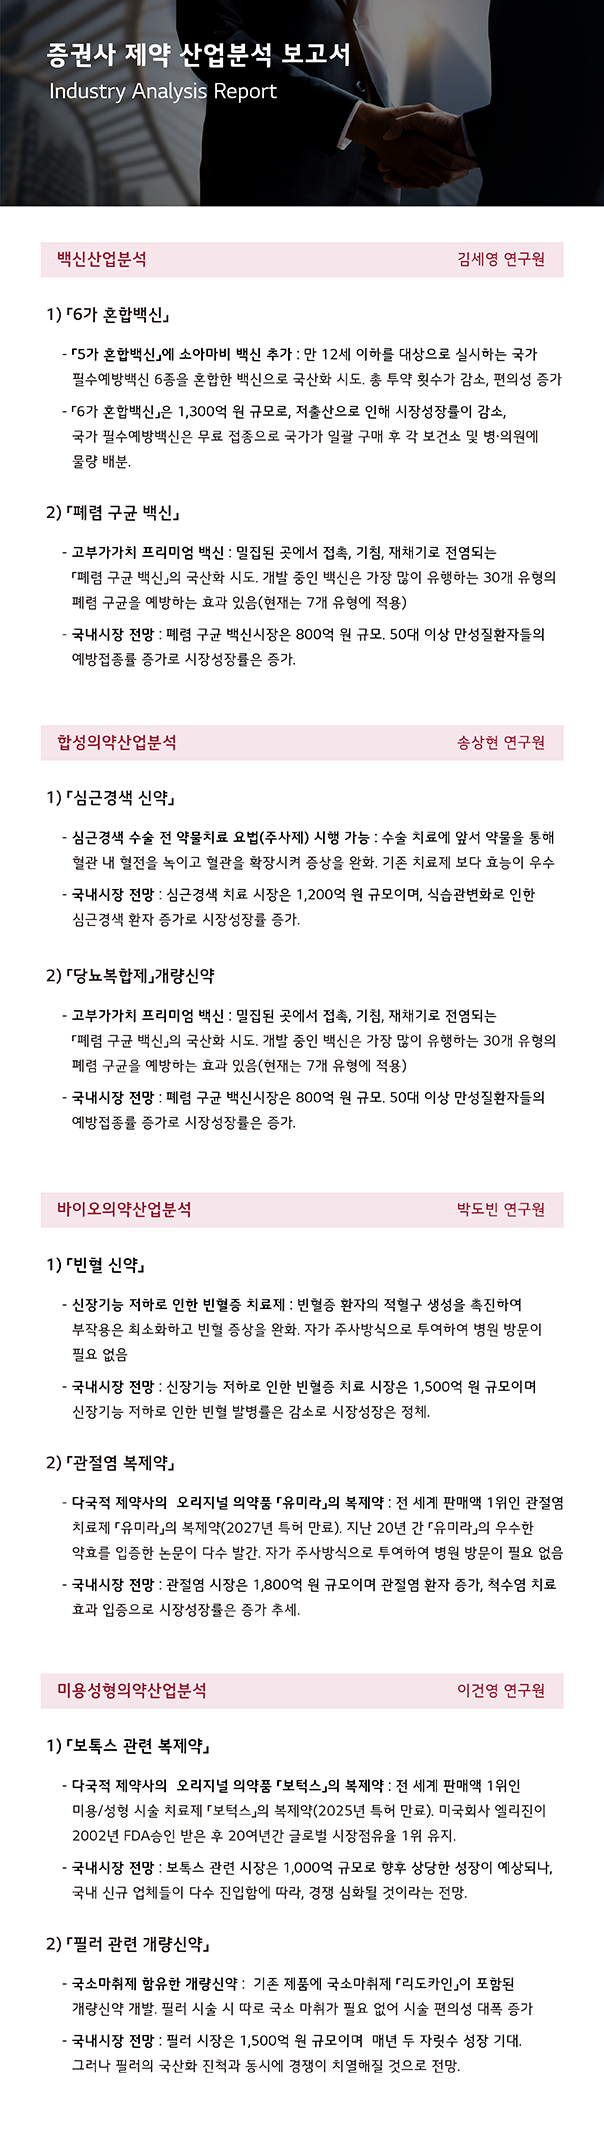 증권사 제약 산업분석 보고서
Industry Analysis Report
백신산업분석 김세영 연구원
1) 「6가 혼합백신」
- 「5가 혼합백신」에 소아마비 백신 추가 : 만 12세 이하를 대상으로 실시하는 국가
필수예방백신 6종을 혼합한 백신으로 국산화 시도. 총 투약 횟수가 감소, 편의성 증가
- 「6가 혼합백신」은 1,300억 원 규모로, 저출산으로 인해 시장성장률이 감소,
국가 필수예방백신은 무료 접종으로 국가가 일괄 구매 후 각 보건소 및 병·의원에
물량 배분.
2) 「폐렴 구균 백신」
- 고부가가치 프리미엄 백신 : 밀집된 곳에서 접촉, 기침, 재채기로 전염되는
「폐렴 구균 백신」의 국산화 시도. 개발 중인 백신은 가장 많이 유행하는 30개 유형의
폐렴 구균을 예방하는 효과 있음(현재는 7개 유형에 적용)
- 국내시장 전망 : 폐렴 구균 백신시장은 800억 원 규모. 50대 이상 만성질환자들의
예방접종률 증가로 시장성장률은 증가.
합성의약산업분석 송상현 연구원
1) 「심근경색 신약」
- 심근경색 수술 전 약물치료 요법(주사제) 시행 가능 : 수술 치료에 앞서 약물을 통해
혈관 내 혈전을 녹이고 혈관을 확장시켜 증상을 완화. 기존 치료제 보다 효능이 우수
- 국내시장 전망 : 심근경색 치료 시장은 1,200억 원 규모이며, 식습관변화로 인한
심근경색 환자 증가로 시장성장률 증가.
2) 「당뇨복합제」개량신약
- 고부가가치 프리미엄 백신 : 밀집된 곳에서 접촉, 기침, 재채기로 전염되는
「폐렴 구균 백신」의 국산화 시도. 개발 중인 백신은 가장 많이 유행하는 30개 유형의
폐렴 구균을 예방하는 효과 있음(현재는 7개 유형에 적용)
- 국내시장 전망 : 폐렴 구균 백신시장은 800억 원 규모. 50대 이상 만성질환자들의
예방접종률 증가로 시장성장률은 증가.
바이오의약산업분석 박도빈 연구원
1) 「빈혈 신약」
- 신장기능 저하로 인한 빈혈증 치료제 : 빈혈증 환자의 적혈구 생성을 촉진하여
부작용은 최소화하고 빈혈 증상을 완화. 자가 주사방식으로 투여하여 병원 방문이
필요 없음
- 국내시장 전망 : 신장기능 저하로 인한 빈혈증 치료 시장은 1,500억 원 규모이며
신장기능 저하로 인한 빈혈 발병률은 감소로 시장성장은 정체.
2) 「관절염 복제약」
- 다국적 제약사의 오리지널 의약품 「유미라」의 복제약 : 전 세계 판매액 1위인 관절염
치료제 「유미라」의 복제약(2027년 특허 만료). 지난 20년 간 「유미라」의 우수한
약효를 입증한 논문이 다수 발간. 자가 주사방식으로 투여하여 병원 방문이 필요 없음
- 국내시장 전망 : 관절염 시장은 1,800억 원 규모이며 관절염 환자 증가, 척수염 치료
효과 입증으로 시장성장률은 증가 추세.
미용성형의약산업분석 이건영 연구원
1) 「보톡스 관련 복제약」
- 다국적 제약사의 오리지널 의약품 「보턱스」의 복제약 : 전 세계 판매액 1위인
미용/성형 시술 치료제 「보턱스」의 복제약(2025년 특허 만료). 미국회사 엘리진이
2002년 FDA승인 받은 후 20여년간 글로벌 시장점유율 1위 유지.
- 국내시장 전망 : 보톡스 관련 시장은 1,000억 규모로 향후 상당한 성장이 예상되나,
국내 신규 업체들이 다수 진입함에 따라, 경쟁 심화될 것이라는 전망.
2) 「필러 관련 개량신약」
- 국소마취제 함유한 개량신약 : 기존 제품에 국소마취제 「리도카인」이 포함된
개량신약 개발. 필러 시술 시 따로 국소 마취가 필요 없어 시술 편의성 대폭 증가
- 국내시장 전망 : 필러 시장은 1,500억 원 규모이며 매년 두 자릿수 성장 기대.
그러나 필러의 국산화 진척과 동시에 경쟁이 치열해질 것으로 전망.